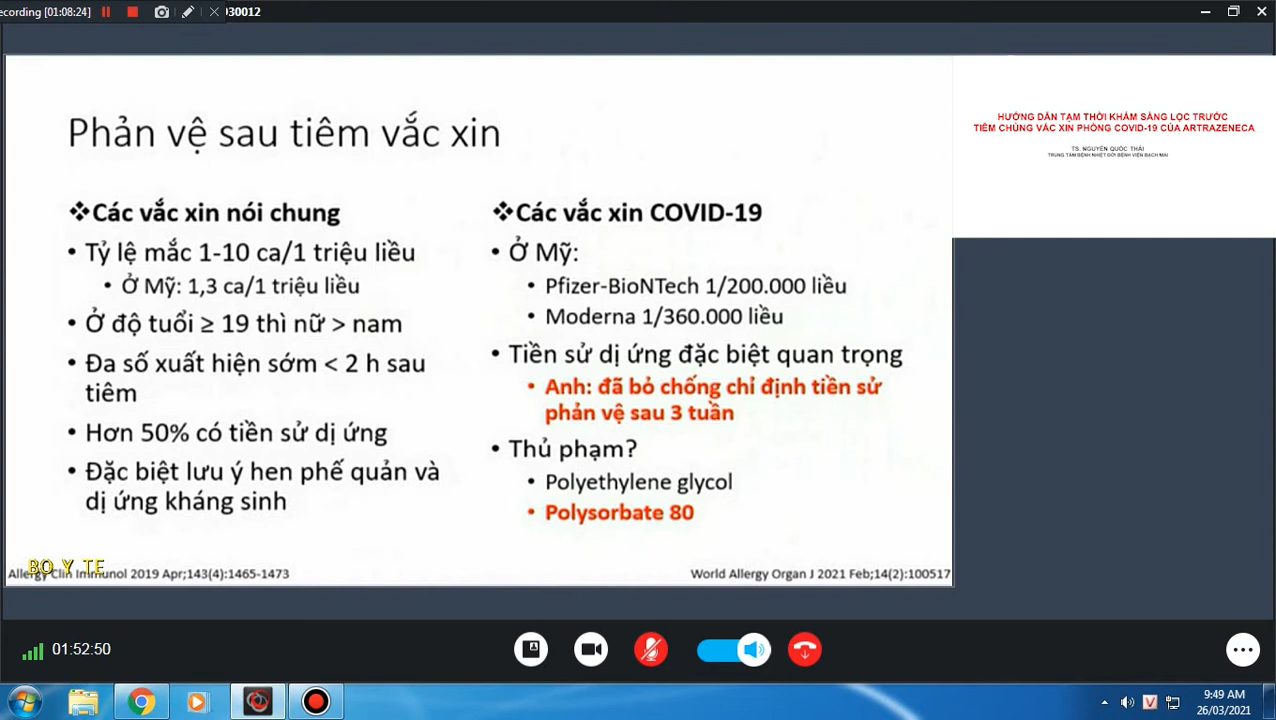 ecording [01:08:24]
930012
Phản vệ sau tiêm vắc xin
❖Các vắc xin nói chung
• Tỷ lệ mắc 1-10 ca/1 triệu liều
• Ở Mỹ: 1,3 ca/1 triệu liều
• Ở độ tuổi ≥ 19 thì nữ > nam
• Đa số xuất hiện sớm < 2 h sau
tiêm
• Hơn 50% có tiền sử dị ứng
• Đặc biệt lưu ý hen phế quản và
dị ứng kháng sinh
❖Các vắc xin COVID-19
• Ở Mỹ:
• Pfizer-BioNTech 1/200.000 liều
• Moderna 1/360.000 liều
• Tiền sử dị ứng đặc biệt quan trọng
• Anh: đã bỏ chống chỉ định tiền sử
phản vệ sau 3 tuần
• Thủ phạm?
• Polyethylene glycol
• Polysorbate 80
BO Y TE
Allergy Clin Immunol 2019 Apr;143(4):1465-1473
World Allergy Organ J 2021 Feb;14(2):100517
HƯỚNG DẪN TẠM THỜI KHÁM SÀNG LỌC TRƯỚC
TIÊM CHỦNG VẮC XIN PHÒNG COVID-19 CỦA ARTRAZENECA
TS. NGUYỄN QUỐC THÁI
TRUNG TÂM BỆNH NHIỆT ĐỚI BỆNH VIỆN BẠCH MAI
01:52:50
V
9:49 AM
26/03/2021